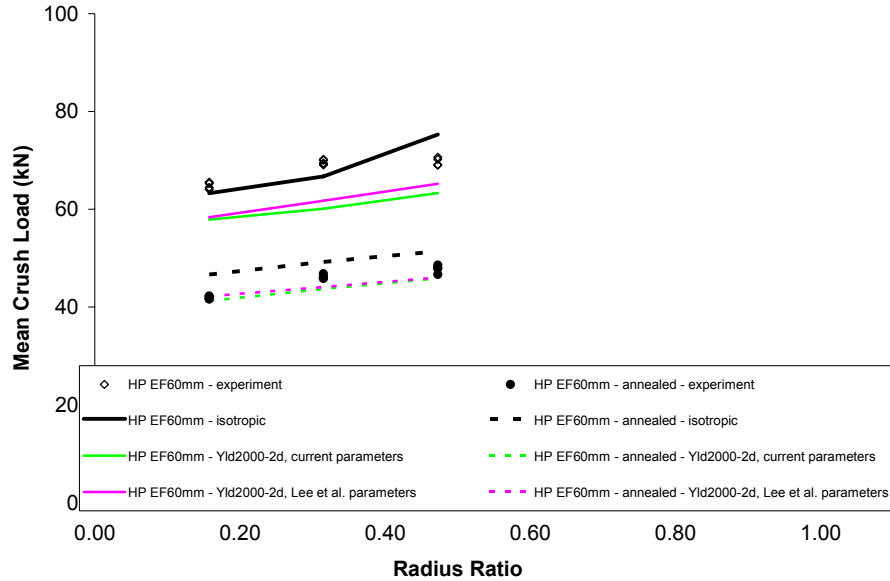 100
80
60
40
20
0
Mean Crush Load (kN)
HP EF60mm - experiment
HP EF60mm - annealed - experiment
HP EF60mm - isotropic
HP EF60mm - annealed - isotropic
HP EF60mm - Yld2000-2d, current parameters
HP EF60mm - annealed - Yld2000-2d, current parameters
HP EF60mm - Yld2000-2d, Lee et al. parameters
HP EF60mm - annealed - Yld2000-2d, Lee et al. parameters
0.00 0.20 0.40 0.60 0.80 1.00
Radius Ratio